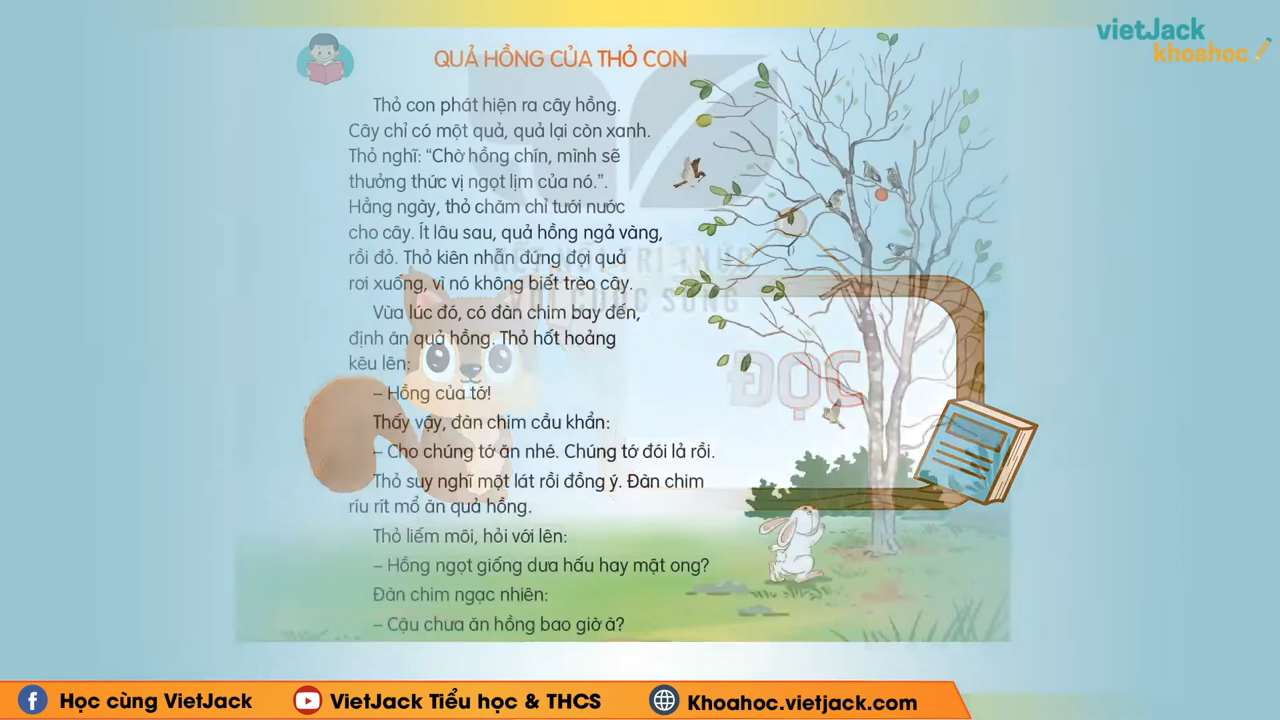 vietJack
khoahoc
QUẢ HỒNG CỦA THỎ CON
Thỏ con phát hiện ra cây hồng.
Cây chỉ có một quả, quả lại còn xanh.
Thỏ nghĩ: “Chờ hồng chín, mình sẽ
thưởng thức vị ngọt lịm của nó.”.
Hằng ngày, thỏ chăm chỉ tưới nước
cho cây. Ít lâu sau, quả hồng ngả vàng,
rồi đỏ. Thỏ kiên nhẫn đứng đợi quả
rơi xuống, vì nó không biết trèo cây.
KẾT NỐI TRI THỨC
VỚI CUỘC SỐNG
Vừa lúc đó, có đàn chim bay đến,
định ăn quả hồng. Thỏ hốt hoảng
kêu lên:
– Hồng của tớ!
ĐỌC
Thấy vậy, đàn chim cầu khẩn:
– Cho chúng tớ ăn nhé. Chúng tớ đói lả rồi.
Thỏ suy nghĩ một lát rồi đồng ý. Đàn chim
ríu rít mổ ăn quả hồng.
Thỏ liếm môi, hỏi với lên:
– Hồng ngọt giống dưa hấu hay mật ong?
Đàn chim ngạc nhiên:
– Cậu chưa ăn hồng bao giờ à?
Học cùng VietJack
VietJack Tiểu học & THCS
Khoahoc.vietjack.com